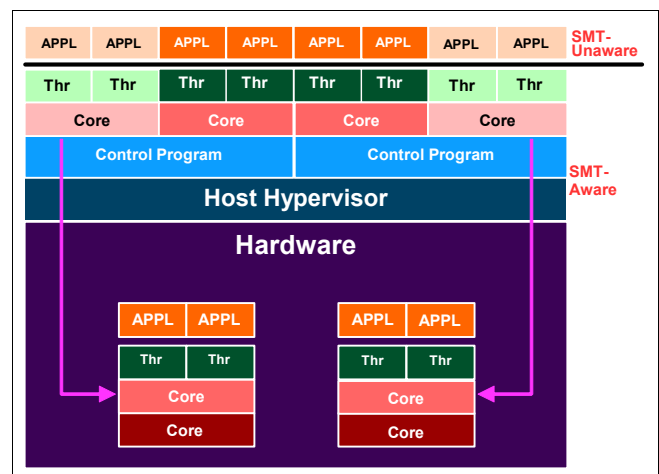 APPL APPL APPL APPL APPL APPL APPL APPL
SMT-
Unaware
Thr Thr Thr Thr Thr Thr Thr Thr
Core Core Core Core
Control Program Control Program
SMT-
Aware
Host Hypervisor
Hardware
APPL APPL APPL APPL
Thr Thr Thr Thr
Core Core
Core Core